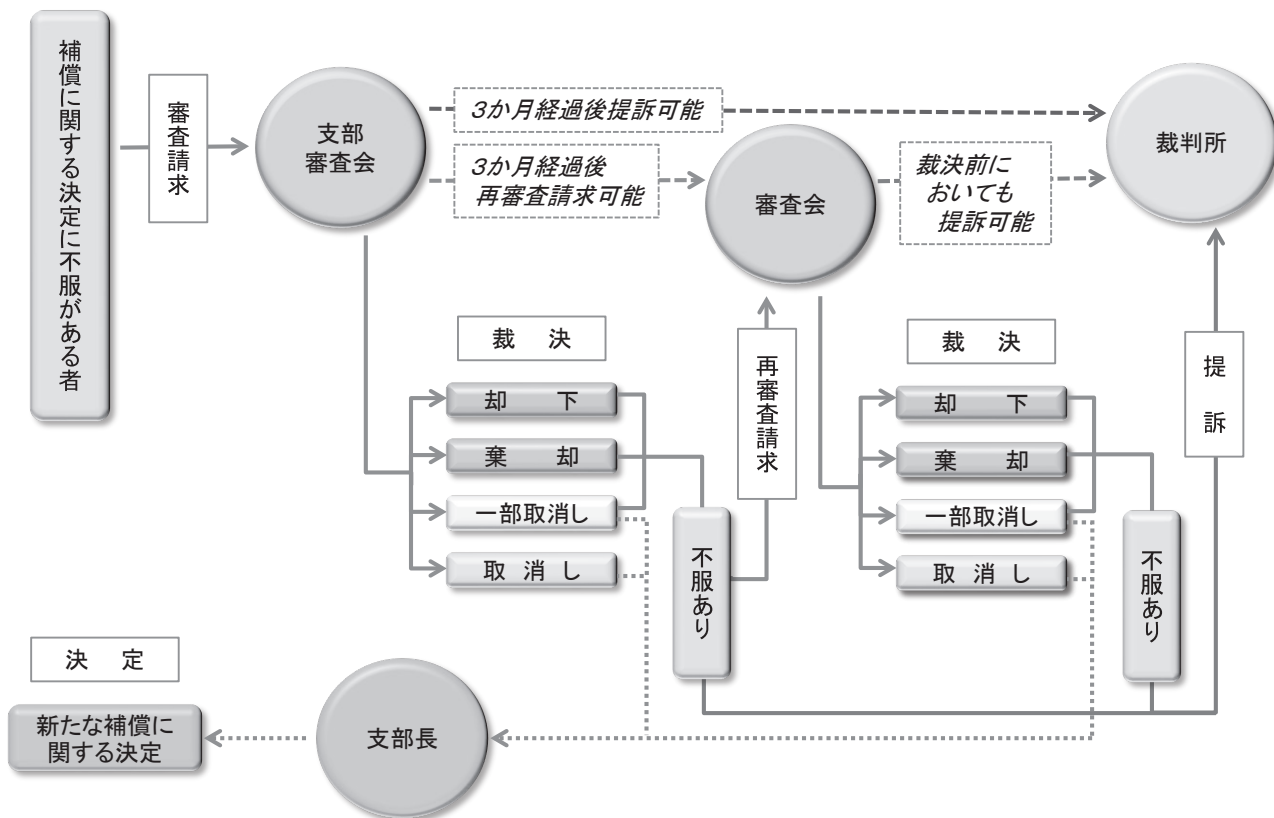 補償に関する決定に不服がある者
審査請求
支部
審査会
3か月経過後提訴可能
3か月経過後
再審査請求可能
審査会
裁決前に
おいても
提訴可能
裁判所
裁　決
却　下
棄　却
一部取消し
取 消 し
不服あり
再審査請求
裁　決
却　下
棄　却
一部取消し
取 消 し
不服あり
提　訴
決　定
新たな補償に
関する決定
支部長